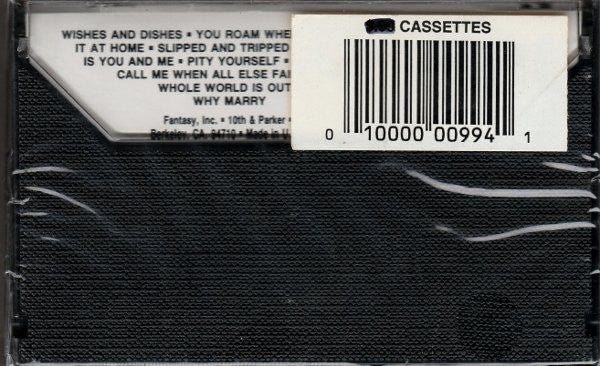 WISHES AND DISHES • YOU ROAM WHE
IT AT HOME • SLIPPED AND TRIPPED
IS YOU AND ME • PITY YOURSELF •
CALL ME WHEN ALL ELSE FAI
WHOLE WORLD IS OUT
WHY MARRY
Fantasy, Inc. • 10th & Parker •
Berkeley, CA. 94710 • Made in U.
CASSETTES
0 10000 00994 1